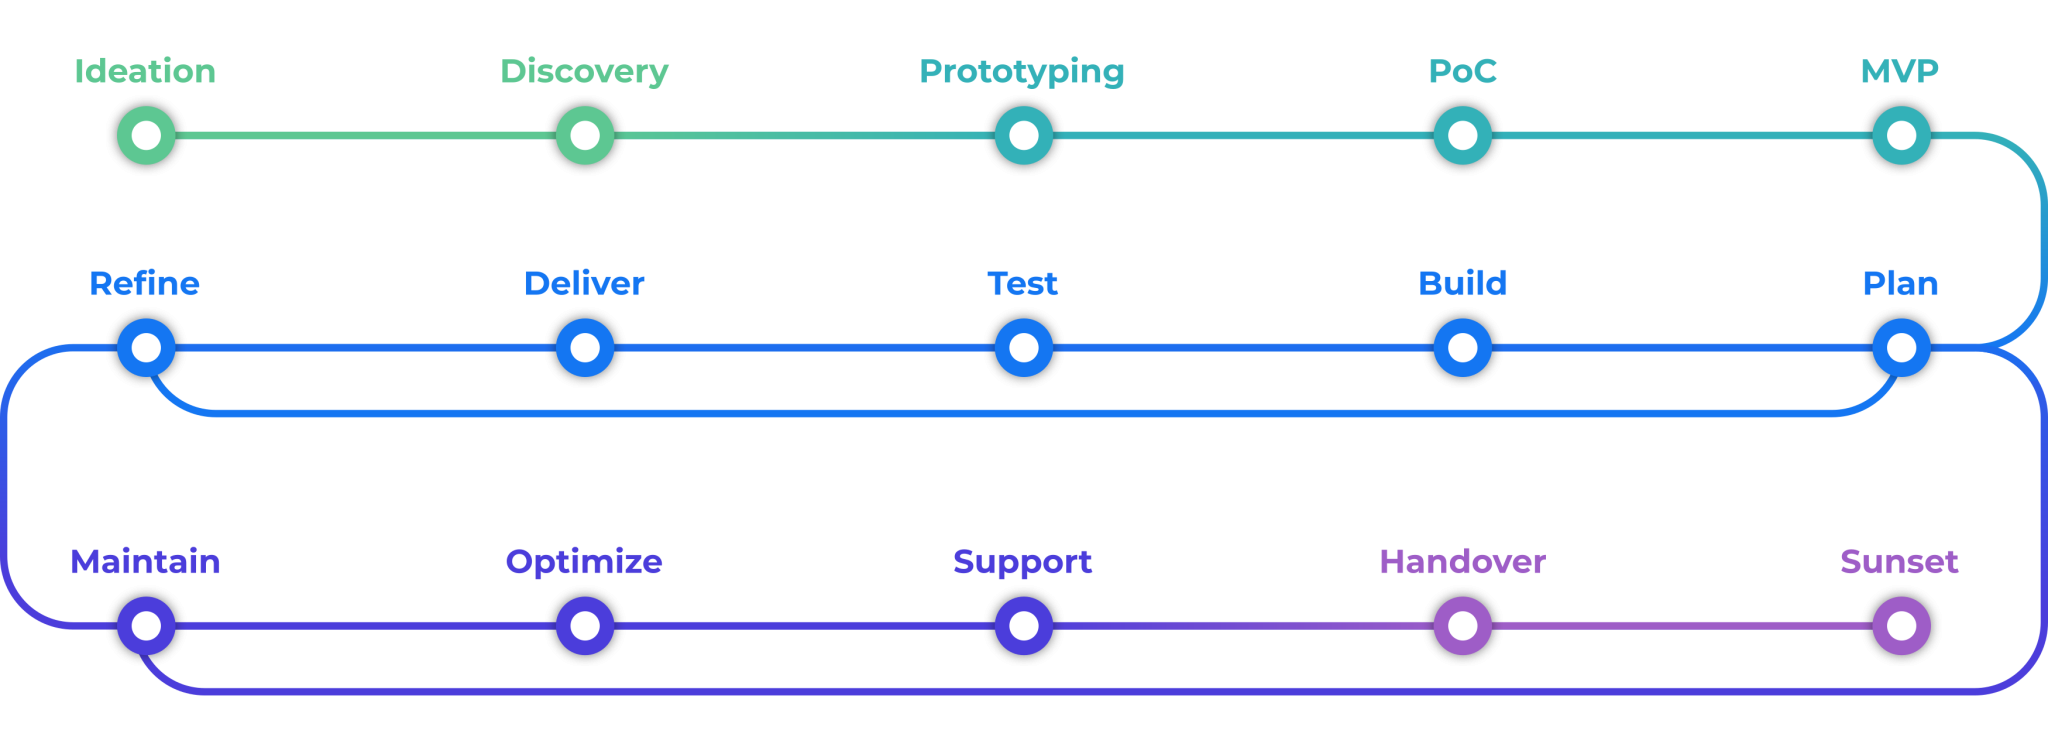 Ideation
Discovery
Prototyping
PoC
MVP
Refine
Deliver
Test
Build
Plan
Maintain
Optimize
Support
Handover
Sunset